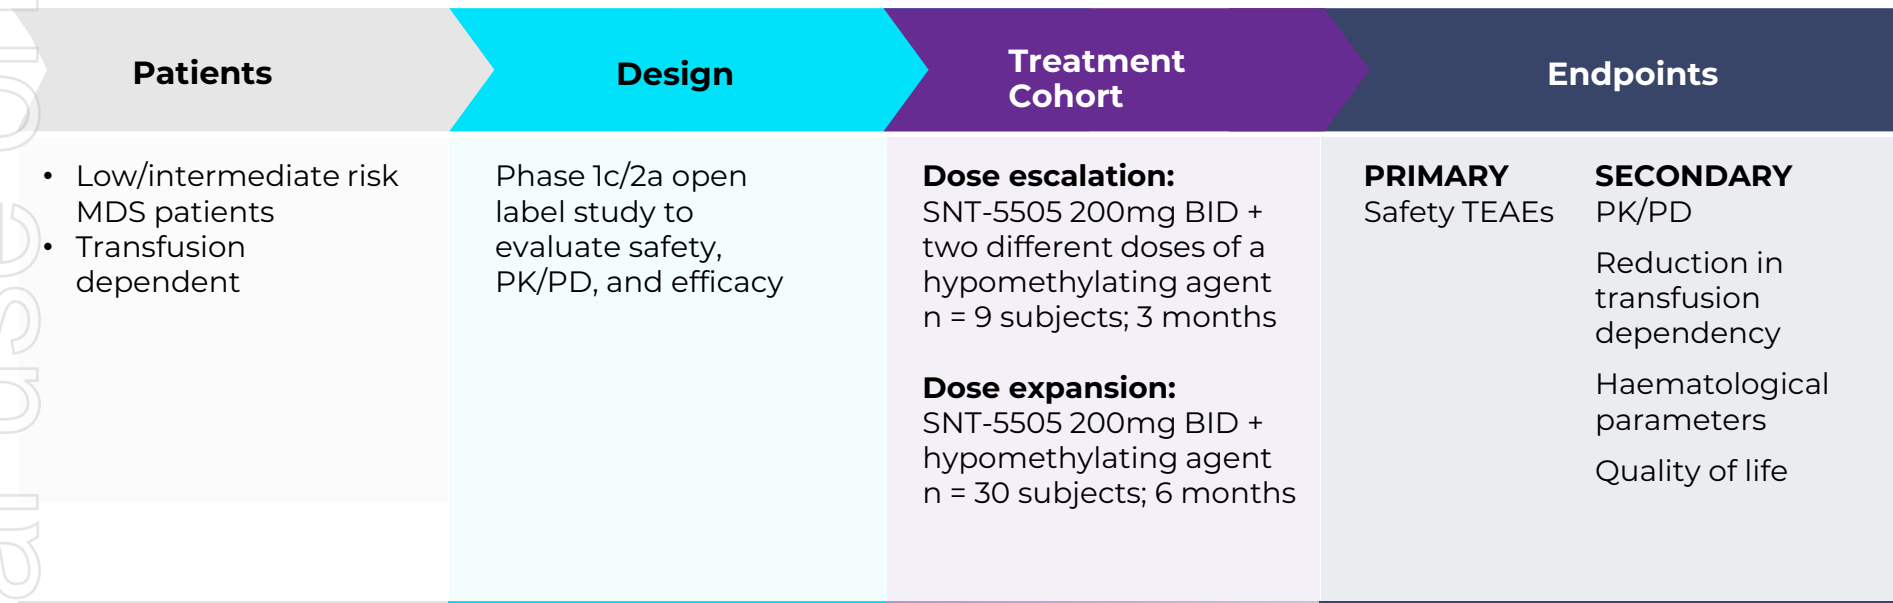 Patients
Design
Treatment
Cohort
Endpoints
• Low/intermediate risk
MDS patients
• Transfusion
dependent
Phase 1c/2a open
label study to
evaluate safety,
PK/PD, and efficacy
Dose escalation:
SNT-5505 200mg BID +
two different doses of a
hypomethylating agent
n = 9 subjects; 3 months
Dose expansion:
SNT-5505 200mg BID +
hypomethylating agent
n = 30 subjects; 6 months
PRIMARY
Safety TEAEs
SECONDARY
PK/PD
Reduction in
transfusion
dependency
Haematological
parameters
Quality of life
use